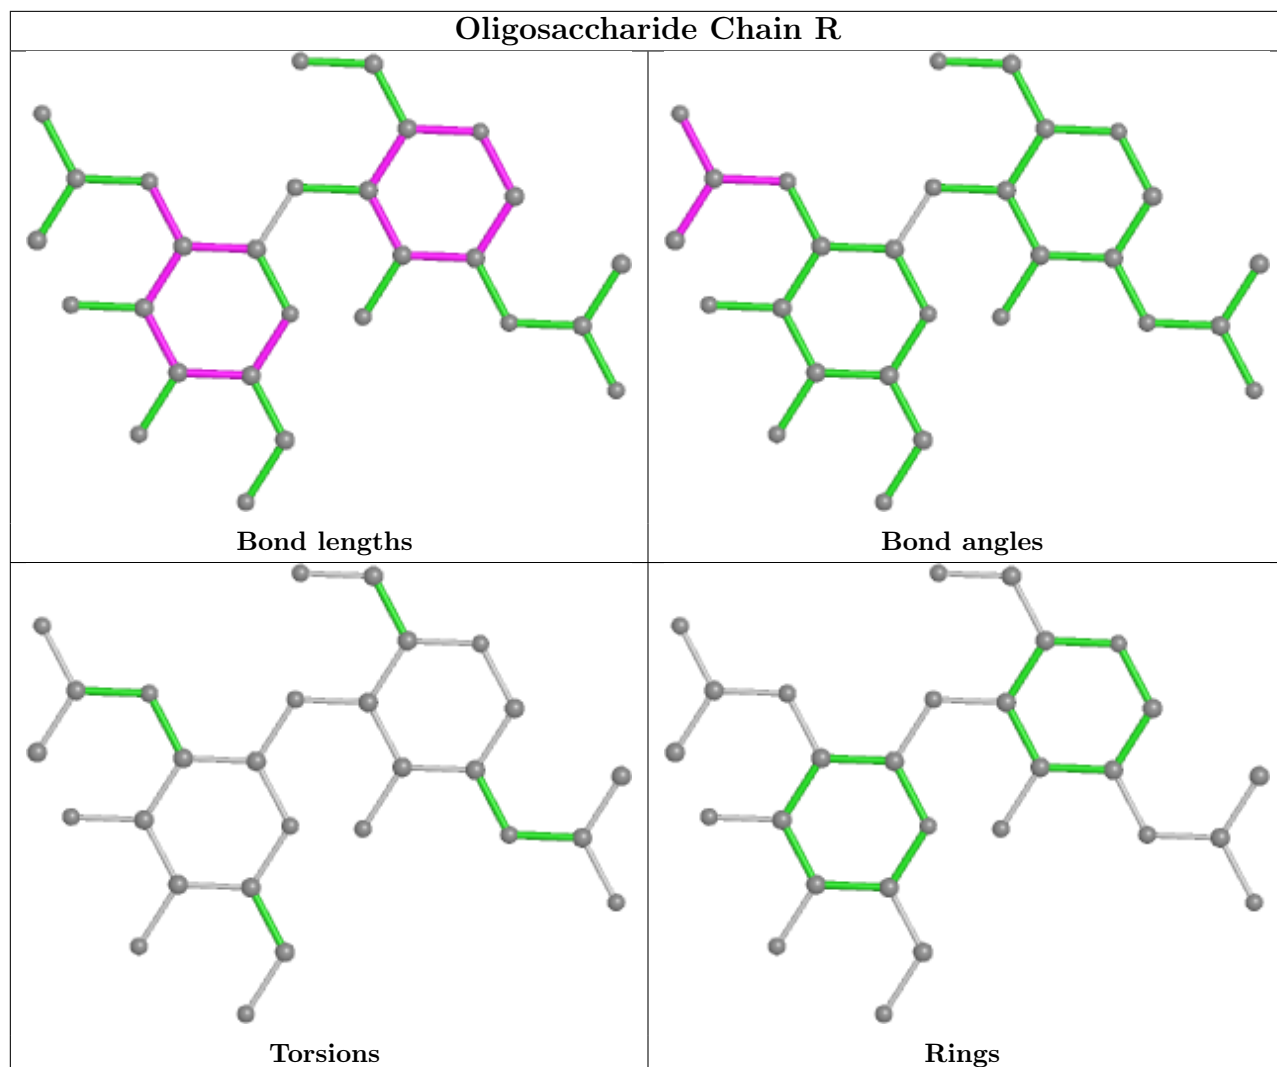 Oligosaccharide Chain R
Bond lengths
Bond angles
Torsions
Rings